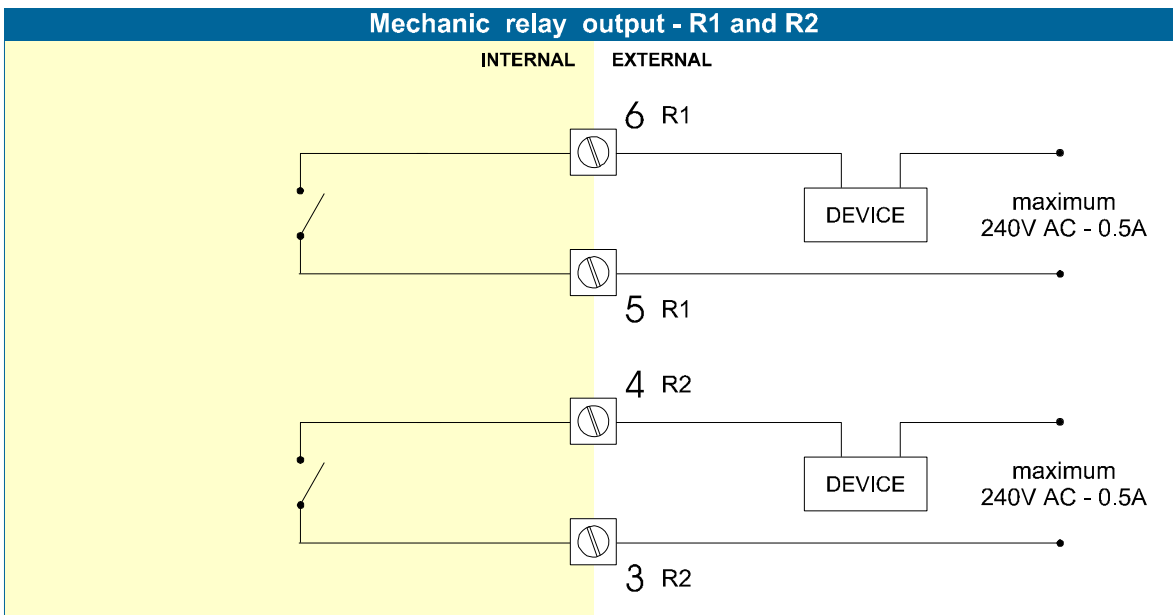 Mechanic relay output - R1 and R2
INTERNAL EXTERNAL
6 R1
DEVICE
maximum
240V AC - 0.5A
5 R1
4 R2
DEVICE
maximum
240V AC - 0.5A
3 R2